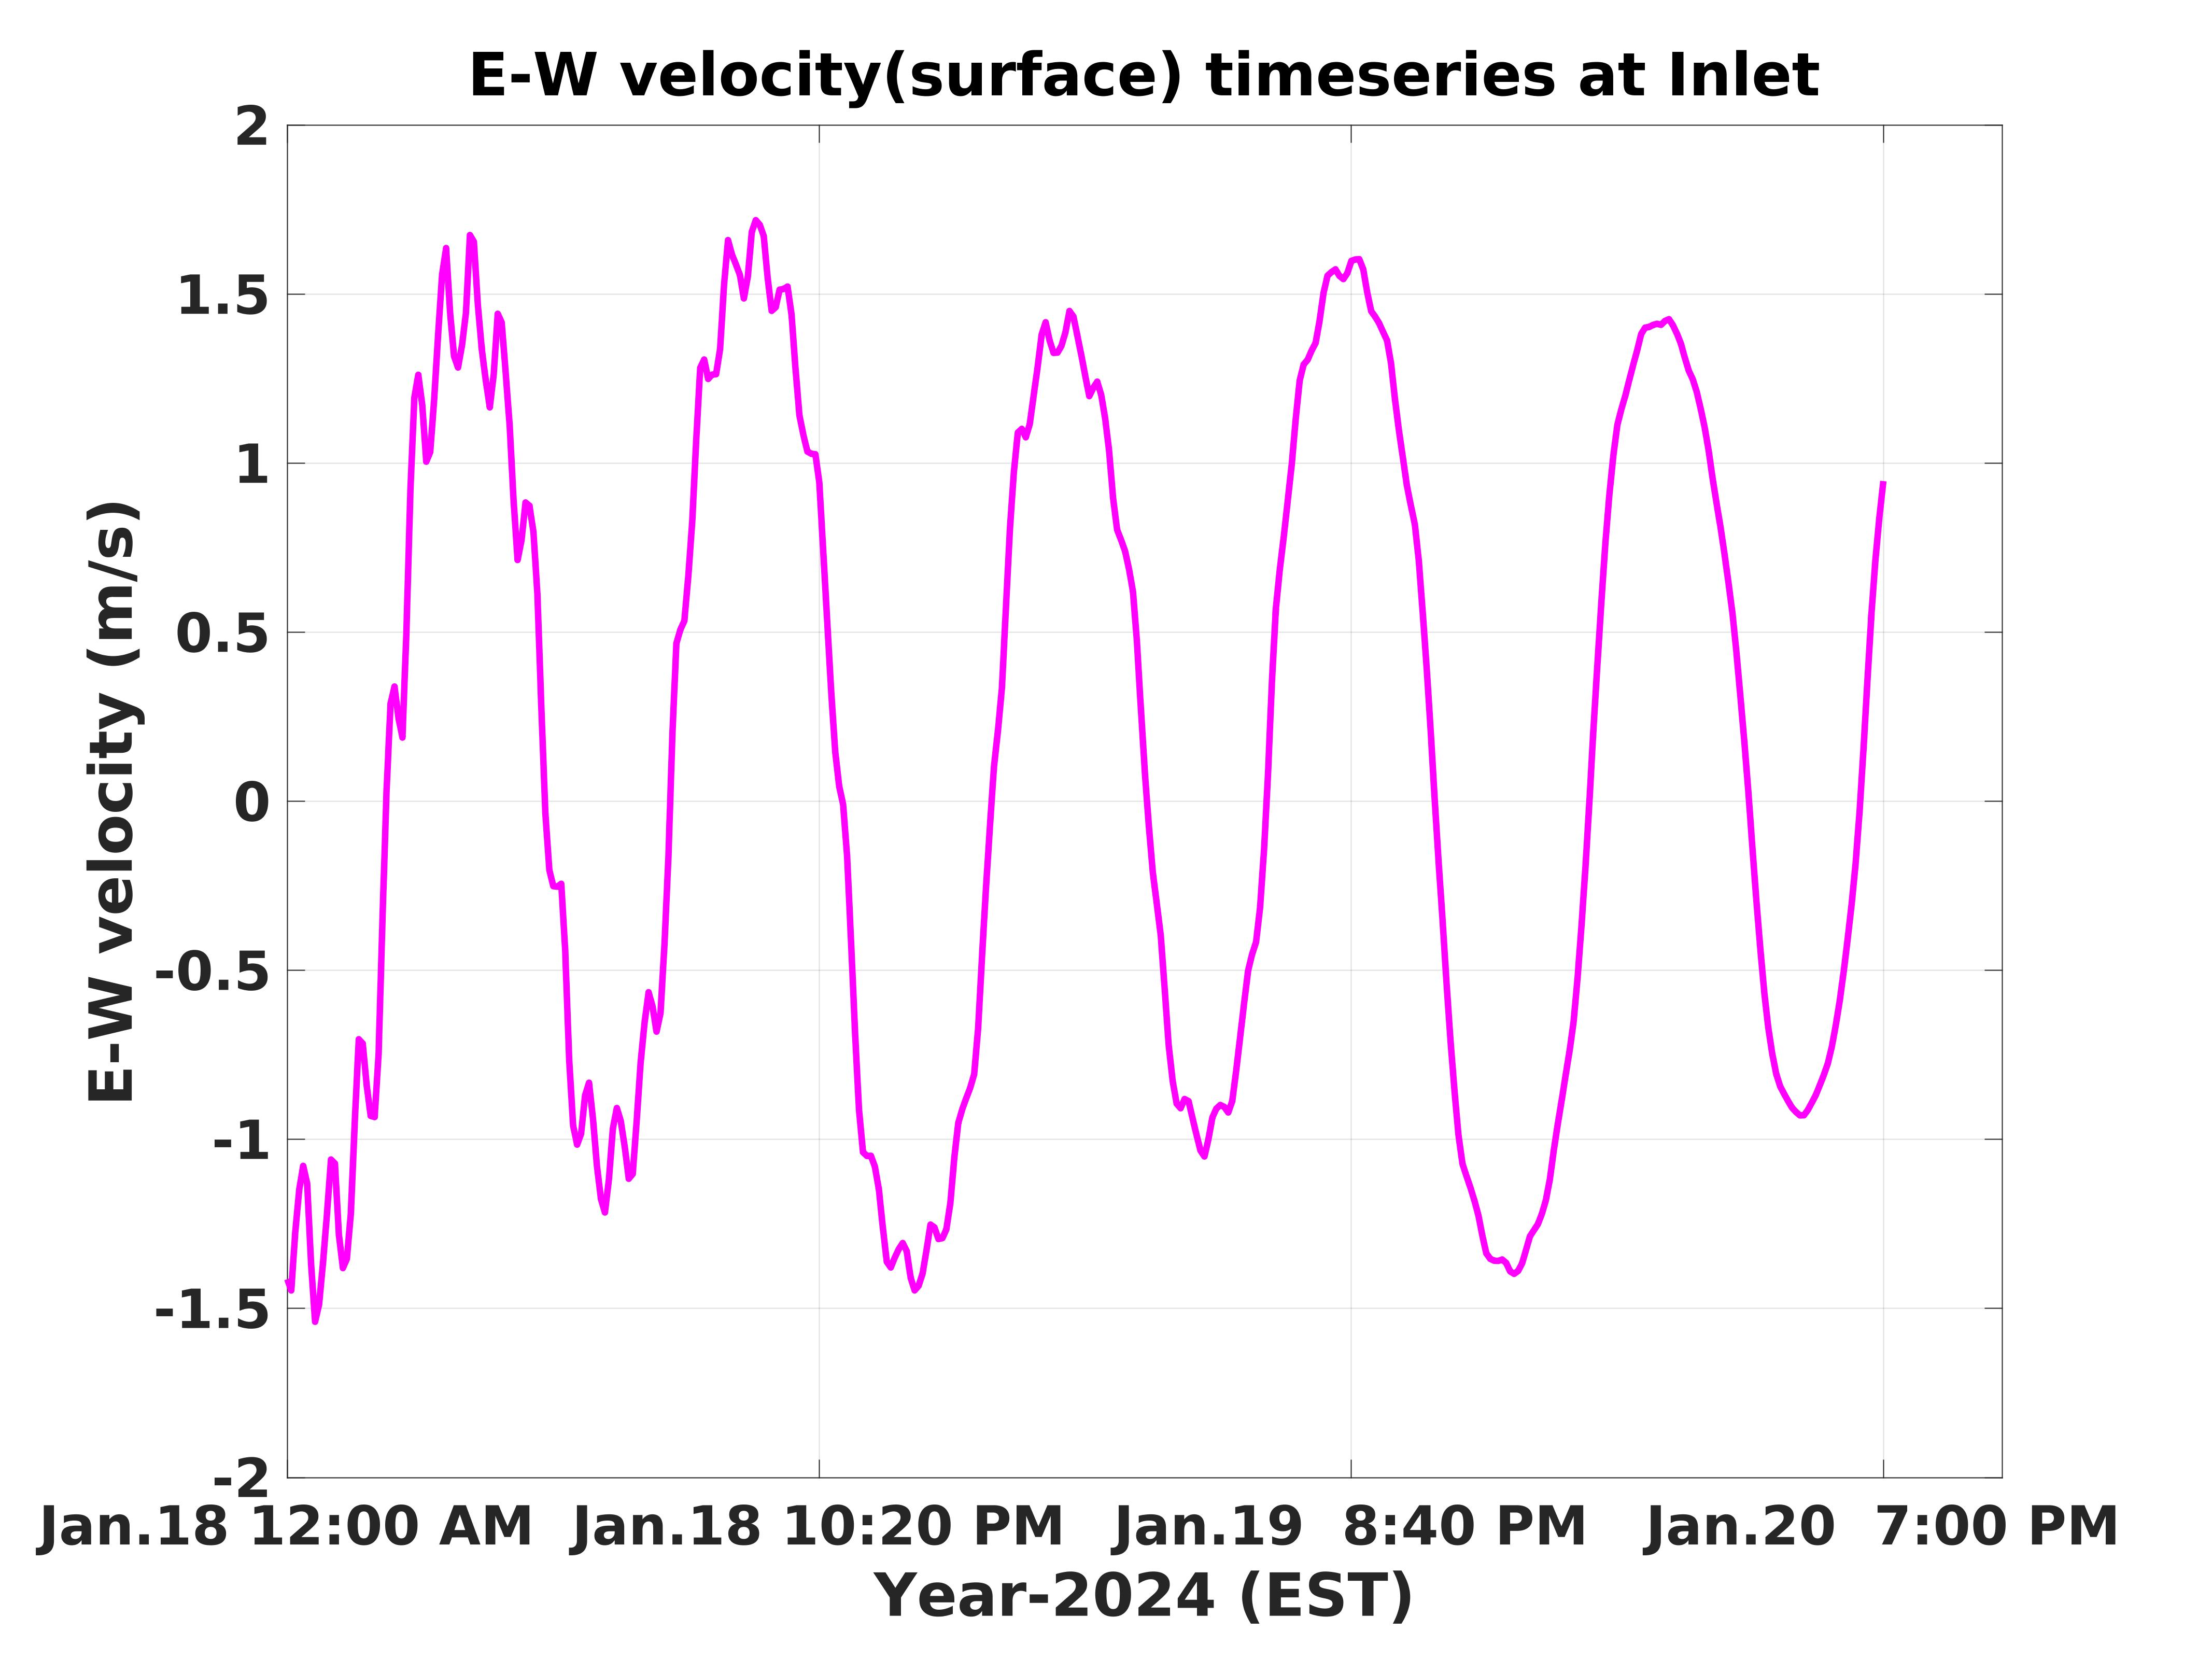 E-W velocity(surface) timeseries at Inlet
E-W velocity (m/s)
2
1.5
1
0.5
0
-0.5
-1
-1.5
-2
Jan.18 12:00 AM Jan.18 10:20 PM Jan.19 8:40 PM Jan.20 7:00 PM
Year-2024 (EST)